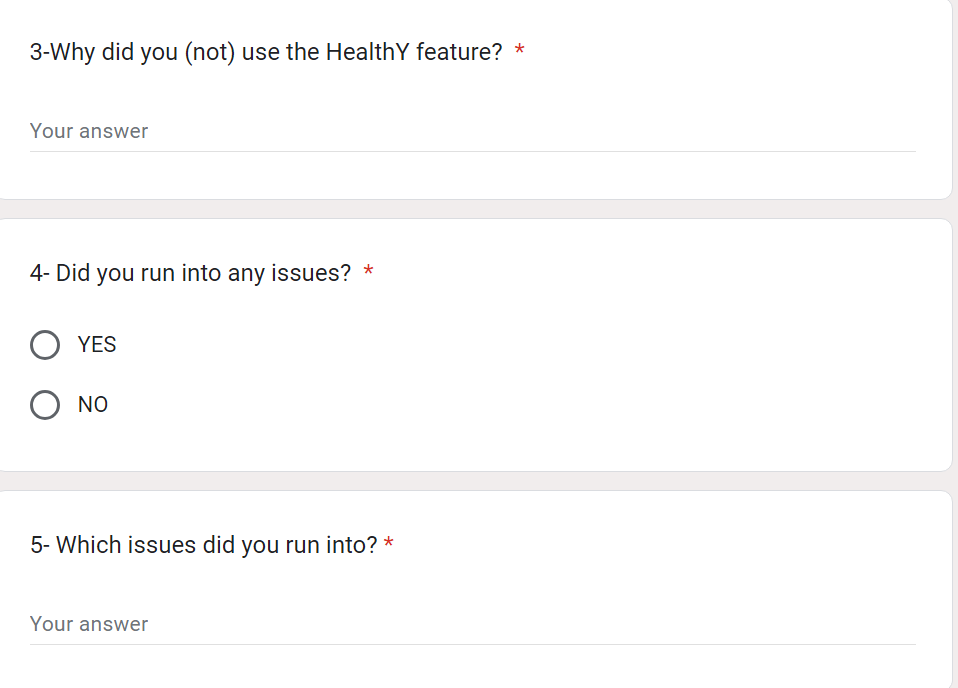 3-Why did you (not) use the HealthY feature? *
Your answer
4- Did you run into any issues? *
YES
NO
5- Which issues did you run into? *
Your answer